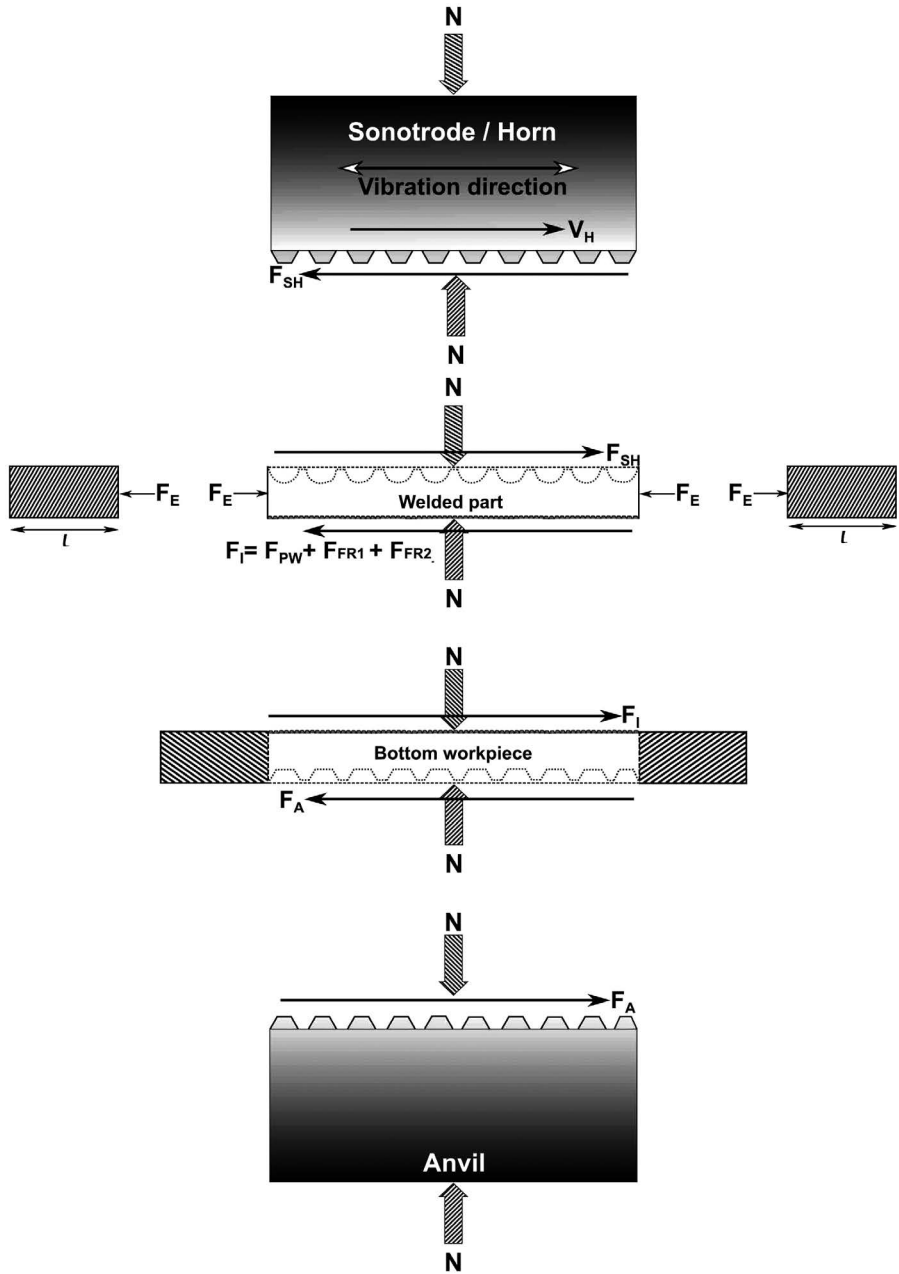 N
Sonotrode / Horn
Vibration direction
V_H
F_SH
N
N
F_SH
F_E F_E F_E F_E
Welded part
L L
F_I= F_PW+ F_FR1 + F_FR2.
N
N
F_I
Bottom workpiece
F_A
N
N
F_A
Anvil
N